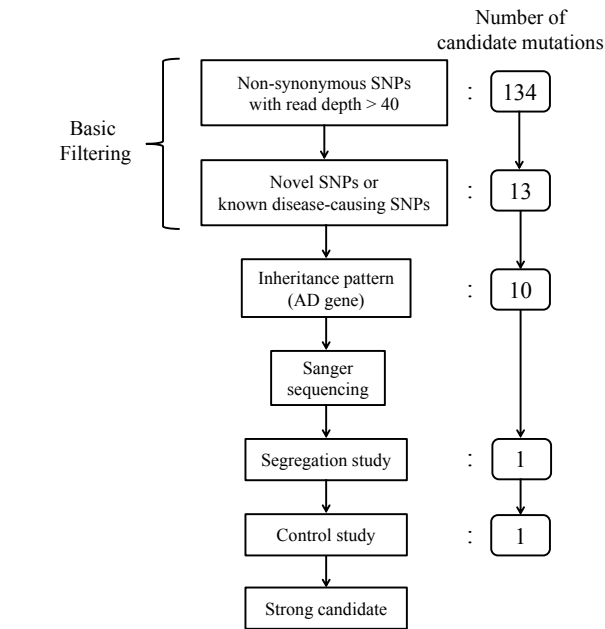 Number of
candidate mutations
Non-synonymous SNPs
with read depth > 40
:
134
Basic
Filtering
Novel SNPs or
known disease-causing SNPs
:
13
Inheritance pattern
(AD gene)
:
10
Sanger
sequencing
Segregation study
:
1
Control study
:
1
Strong candidate